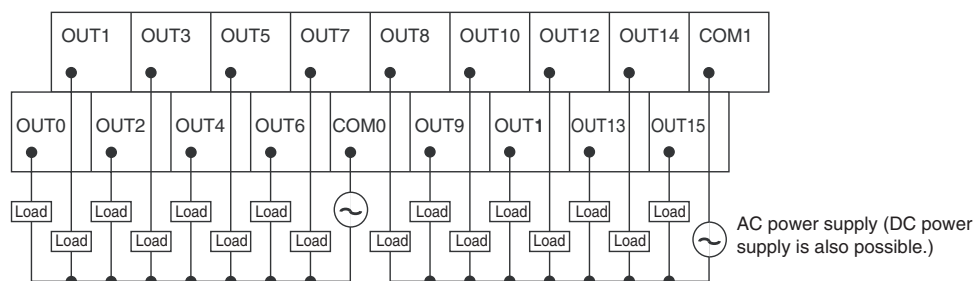 OUT1 OUT3 OUT5 OUT7 OUT8 OUT10 OUT12 OUT14 COM1
OUT0 OUT2 OUT4 OUT6 COM0 OUT9 OUT1 OUT13 OUT15
Load Load Load Load Load Load Load Load
Load Load Load Load Load Load Load Load
AC power supply (DC power
supply is also possible.)